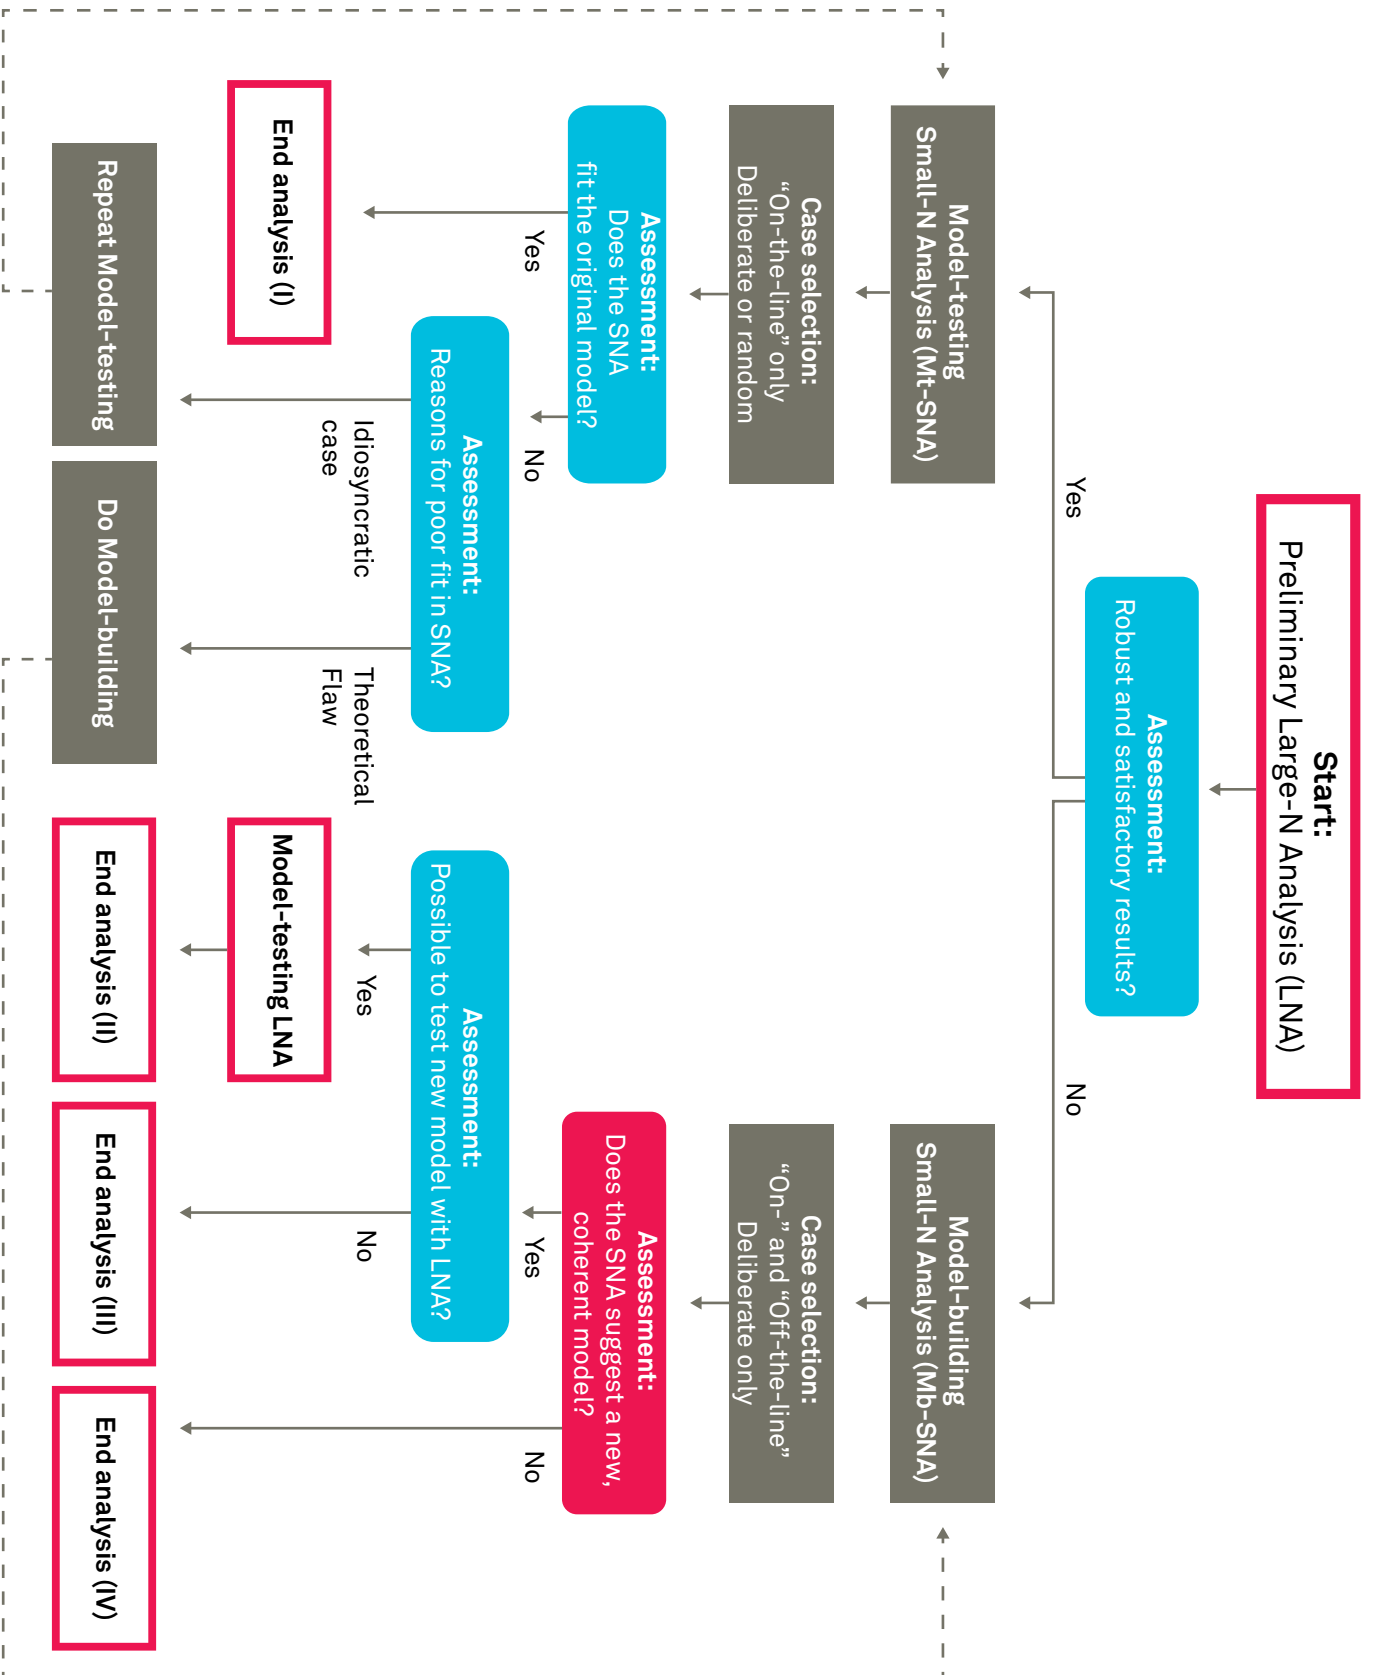 Start:
Preliminary Large-N Analysis (LNA)
Assessment:
Robust and satisfactory results?
Yes
No
Model-testing
Small-N Analysis (Mt-SNA)
Model-building
Small-N Analysis (Mb-SNA)
Case selection:
“On-the-line” only
Deliberate or random
Case selection:
“On-” and “Off-the-line”
Deliberate only
Assessment:
Does the SNA
fit the original model?
Assessment:
Does the SNA suggest a new,
coherent model?
Yes
No
Yes
No
Assessment:
Reasons for poor fit in SNA?
Assessment:
Possible to test new model with LNA?
Idiosyncratic
case
Theoretical
Flaw
Yes
No
End analysis (I)
Model-testing LNA
Repeat Model-testing
Do Model-building
End analysis (II)
End analysis (III)
End analysis (IV)